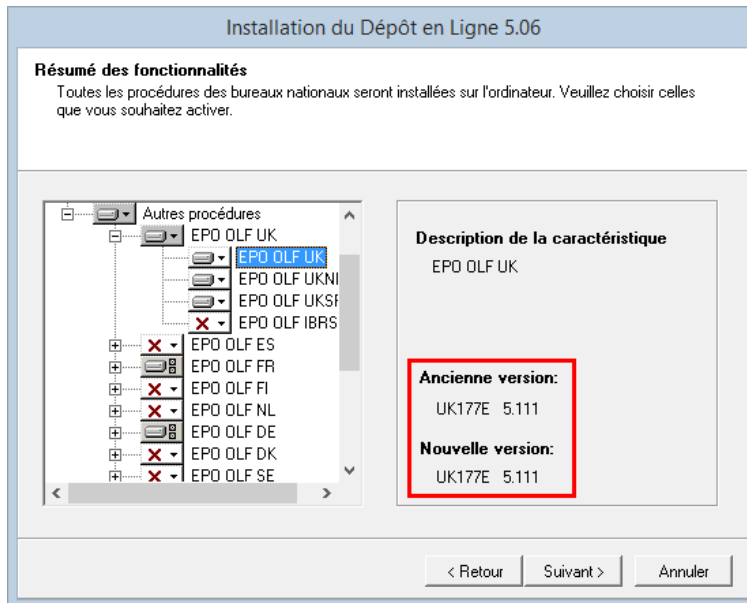 Installation du Dépôt en Ligne 5.06
Résumé des fonctionnalités
Toutes les procédures des bureaux nationaux seront installées sur l'ordinateur. Veuillez choisir celles
que vous souhaitez activer.
Autres procédures
EPO OLF UK
EPO OLF UK
EPO OLF UKNI
EPO OLF UKSF
EPO OLF IBRS
EPO OLF ES
EPO OLF FR
EPO OLF FI
EPO OLF NL
EPO OLF DE
EPO OLF DK
EPO OLF SE
Description de la caractéristique
EPO OLF UK
Ancienne version:
UK177E 5.111
Nouvelle version:
UK177E 5.111
< Retour
Suivant >
Annuler